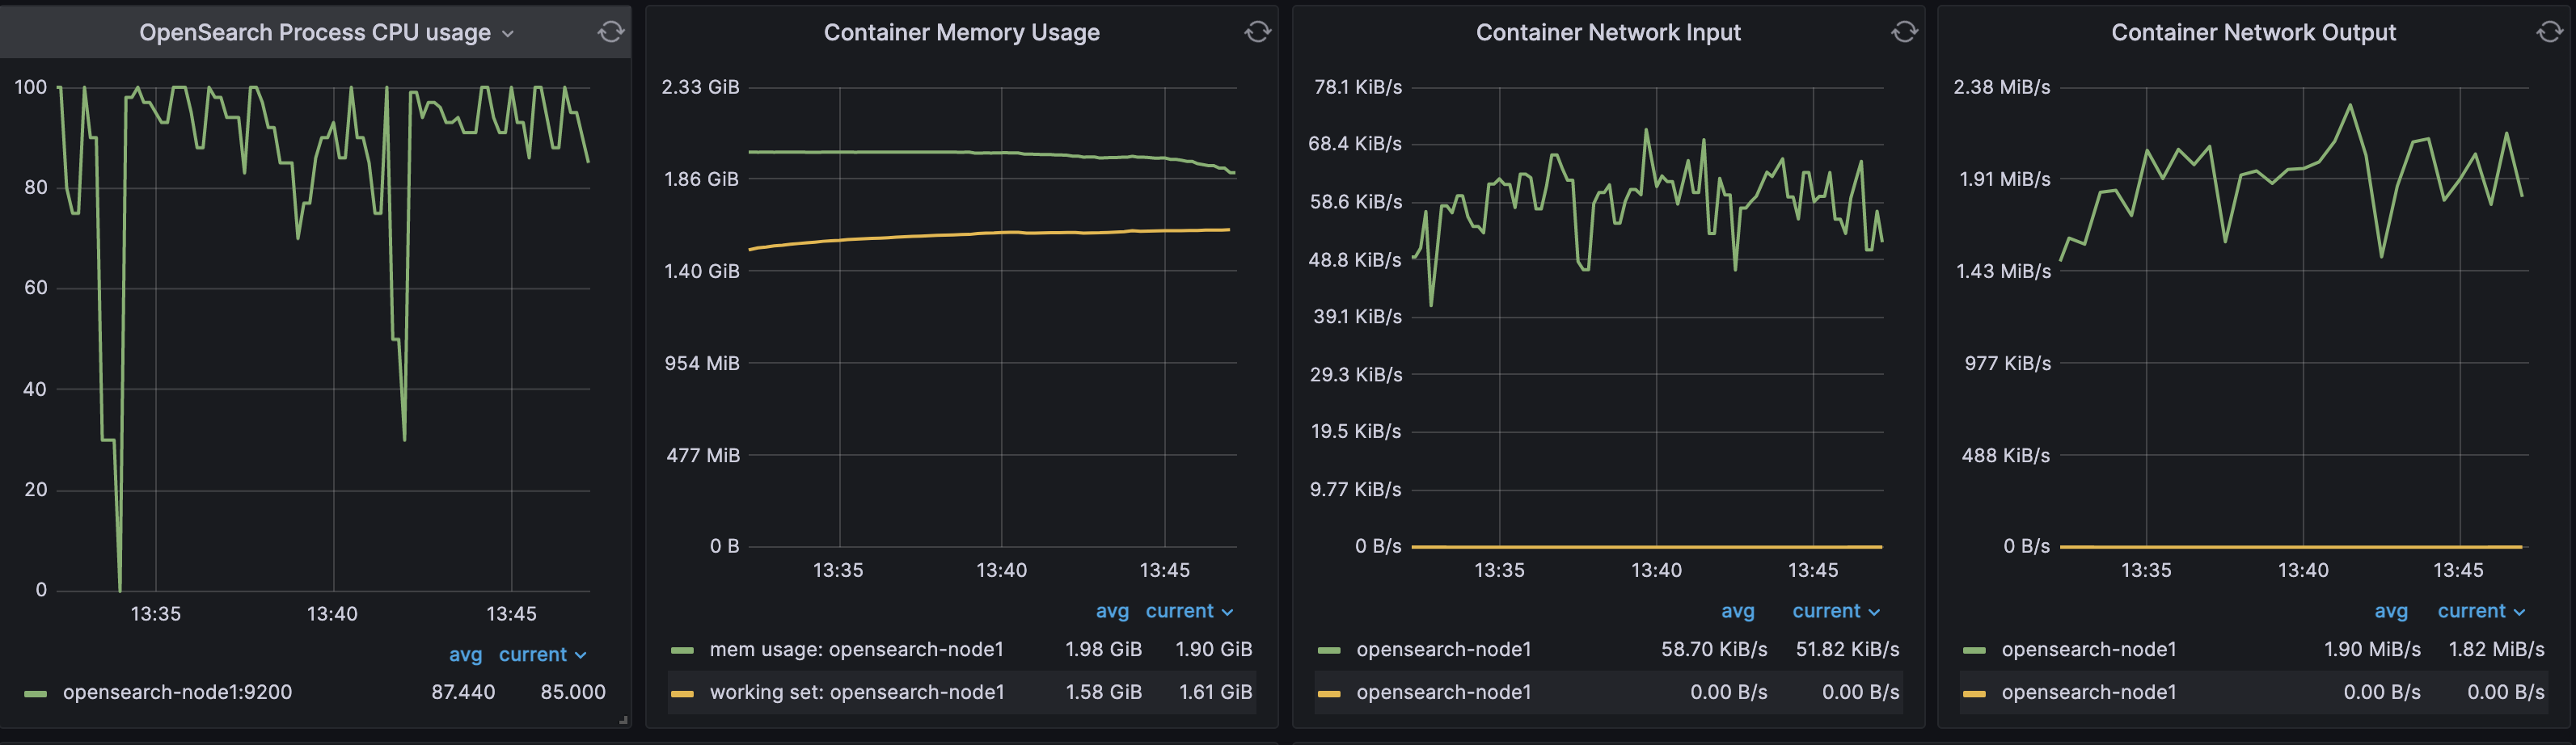 OpenSearch Process CPU usage
100
80
60
40
20
0
13:35 13:40 13:45
avg current
opensearch-node1:9200 87.440 85.000
Container Memory Usage
2.33 GiB
1.86 GiB
1.40 GiB
954 MiB
477 MiB
0 B
13:35 13:40 13:45
avg current
mem usage: opensearch-node1 1.98 GiB 1.90 GiB
working set: opensearch-node1 1.58 GiB 1.61 GiB
Container Network Input
78.1 KiB/s
68.4 KiB/s
58.6 KiB/s
48.8 KiB/s
39.1 KiB/s
29.3 KiB/s
19.5 KiB/s
9.77 KiB/s
0 B/s
13:35 13:40 13:45
avg current
opensearch-node1 58.70 KiB/s 51.82 KiB/s
opensearch-node1 0.00 B/s 0.00 B/s
Container Network Output
2.38 MiB/s
1.91 MiB/s
1.43 MiB/s
977 KiB/s
488 KiB/s
0 B/s
13:35 13:40 13:45
avg current
opensearch-node1 1.90 MiB/s 1.82 MiB/s
opensearch-node1 0.00 B/s 0.00 B/s